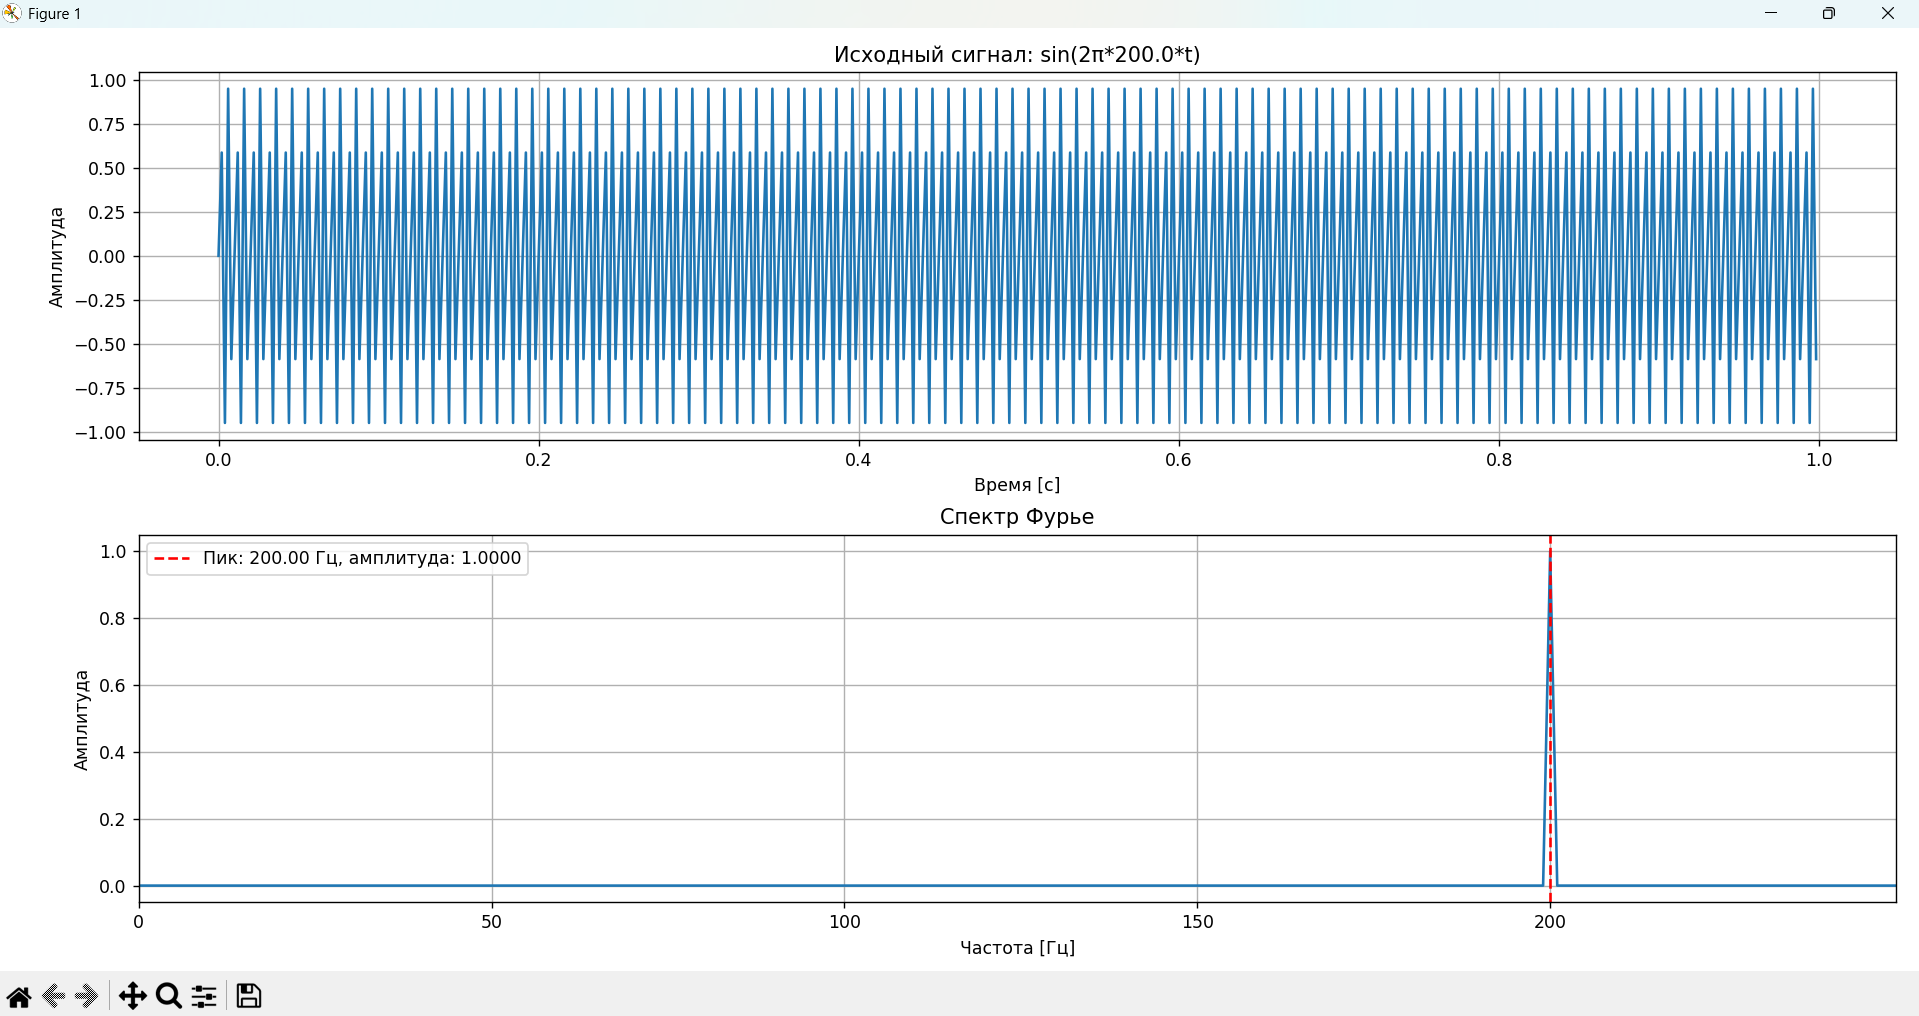 Figure 1
Исходный сигнал: sin(2π*200.0*t)
1.00
0.75
0.50
0.25
0.00
−0.25
−0.50
−0.75
−1.00
Амплитуда
0.0 0.2 0.4 0.6 0.8 1.0
Время [с]
Спектр Фурье
Пик: 200.00 Гц, амплитуда: 1.0000
1.0
0.8
0.6
0.4
0.2
0.0
Амплитуда
0 50 100 150 200
Частота [Гц]